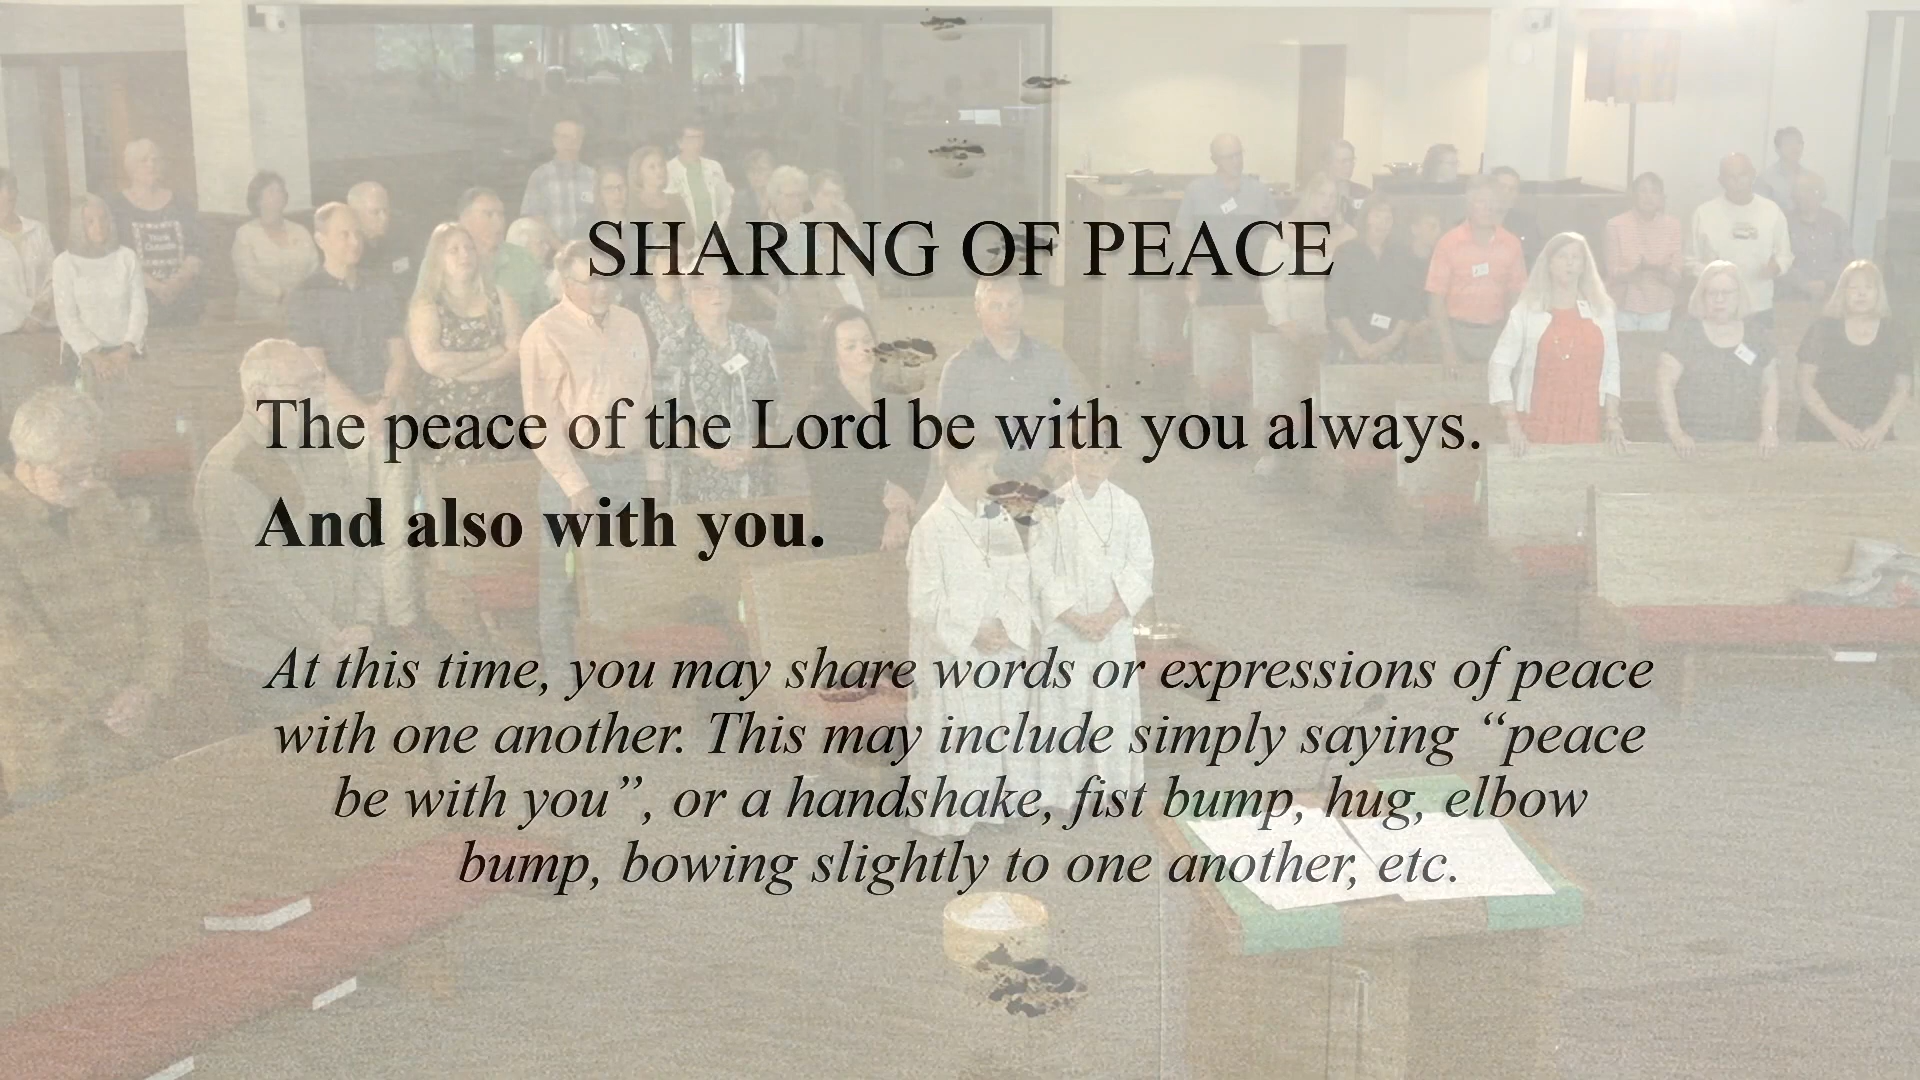 SHARING OF PEACE
The peace of the Lord be with you always.
And also with you.
At this time, you may share words or expressions of peace
with one another. This may include simply saying “peace
be with you”, or a handshake, fist bump, hug, elbow
bump, bowing slightly to one another, etc.